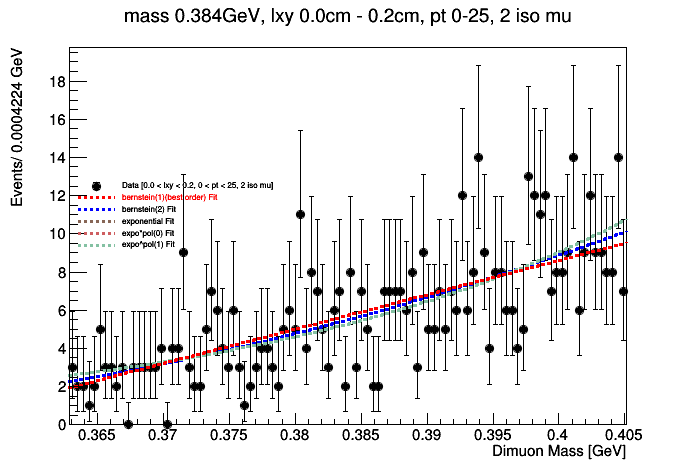 mass 0.384GeV, lxy 0.0cm - 0.2cm, pt 0-25, 2 iso mu
Events/ 0.0004224 GeV
18
16
14
12
10
8
6
4
2
0
Data [0.0 < lxy < 0.2, 0 < pt < 25, 2 iso mu]
bernstein(1)(best order) Fit
bernstein(2) Fit
exponential Fit
expo*pol(0) Fit
expo*pol(1) Fit
0.365 0.37 0.375 0.38 0.385 0.39 0.395 0.4 0.405
Dimuon Mass [GeV]